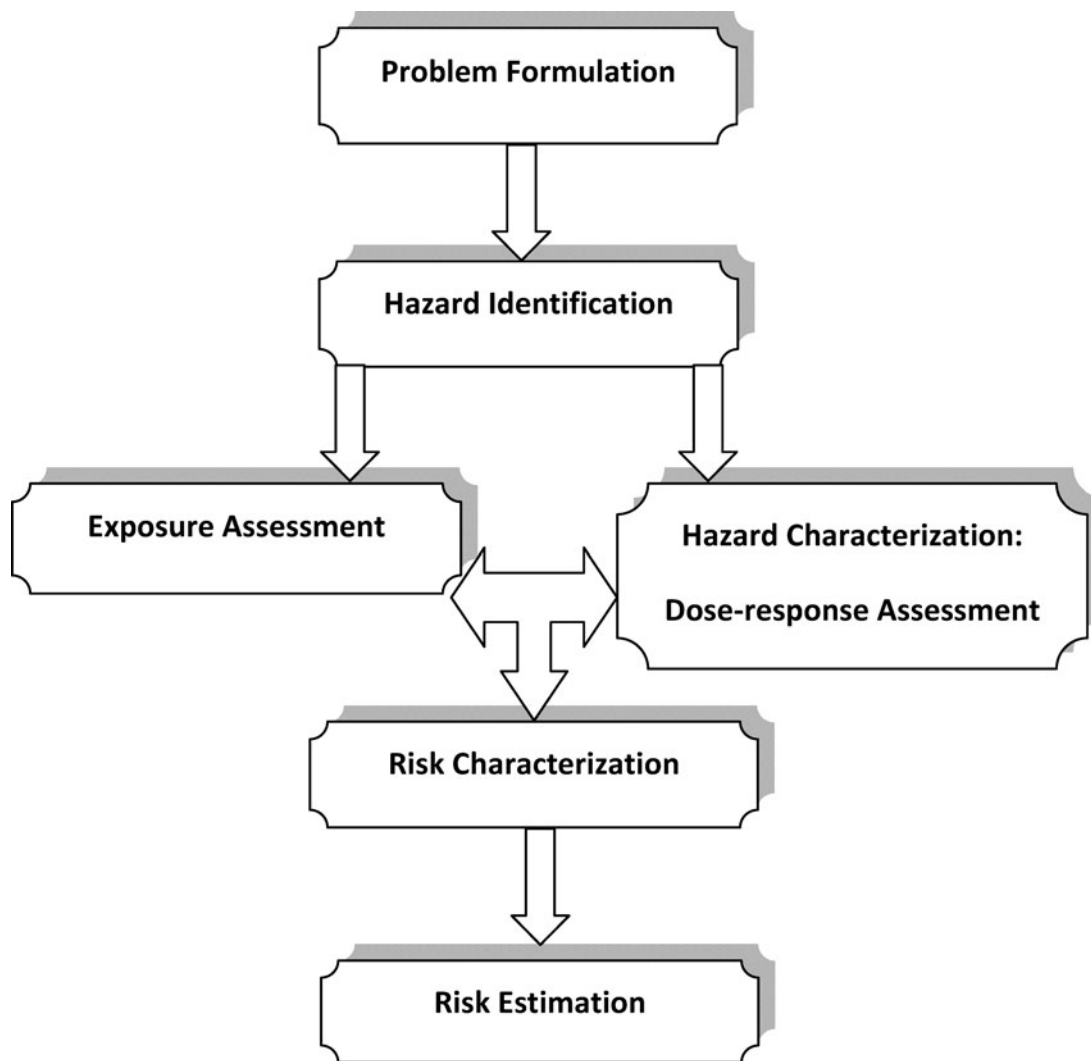 Problem Formulation
Hazard Identification
Exposure Assessment
Hazard Characterization:
Dose-response Assessment
Risk Characterization
Risk Estimation